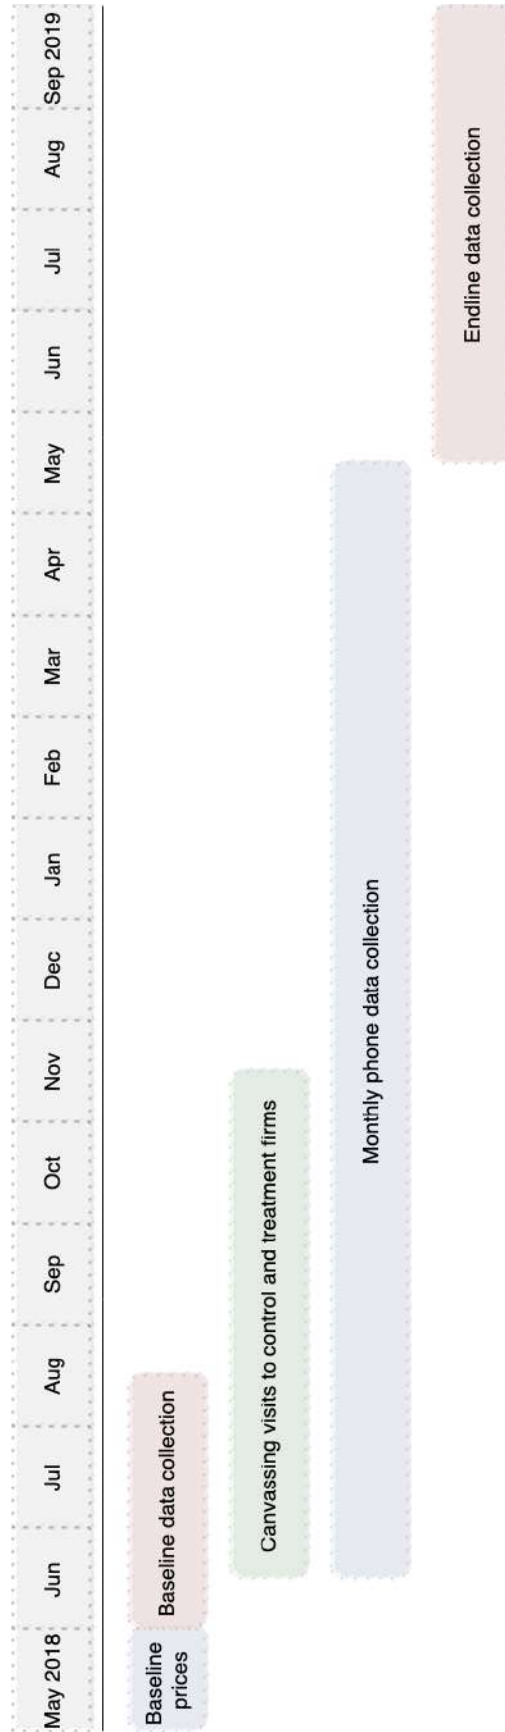 May 2018
Jun
Jul
Aug
Sep
Oct
Nov
Dec
Jan
Feb
Mar
Apr
May
Jun
Jul
Aug
Sep 2019
Baseline
prices
Baseline data collection
Canvassing visits to control and treatment firms
Monthly phone data collection
Endline data collection